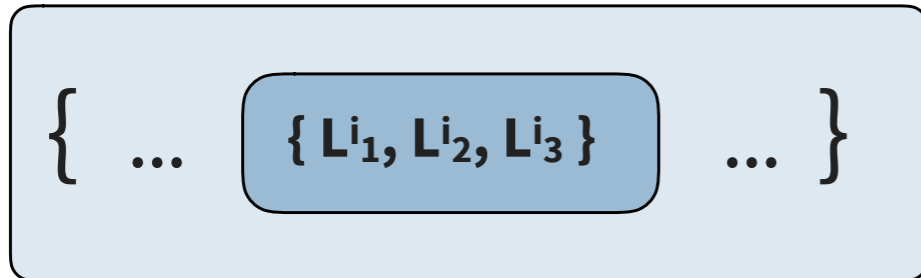 { ... { Lⁱ₁, Lⁱ₂, Lⁱ₃ } ... }